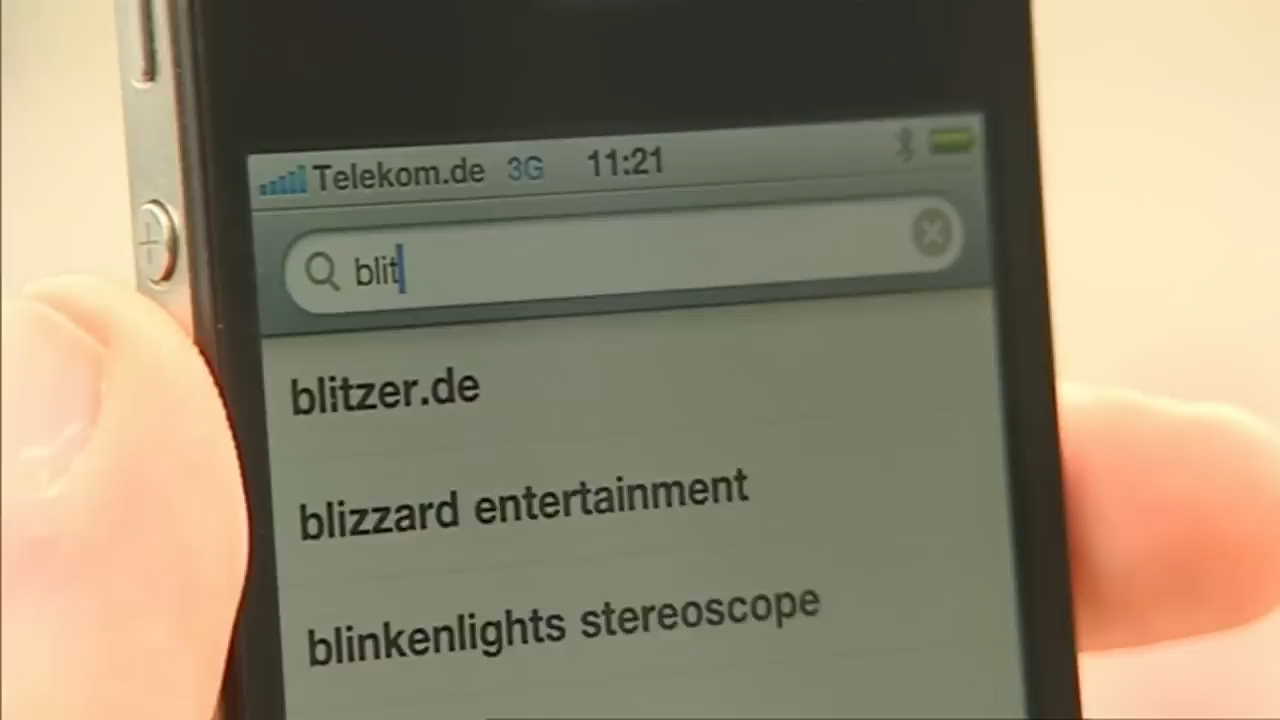 Telekom.de 3G 11:21
blit
blitzer.de
blizzard entertainment
blinkenlights stereoscope